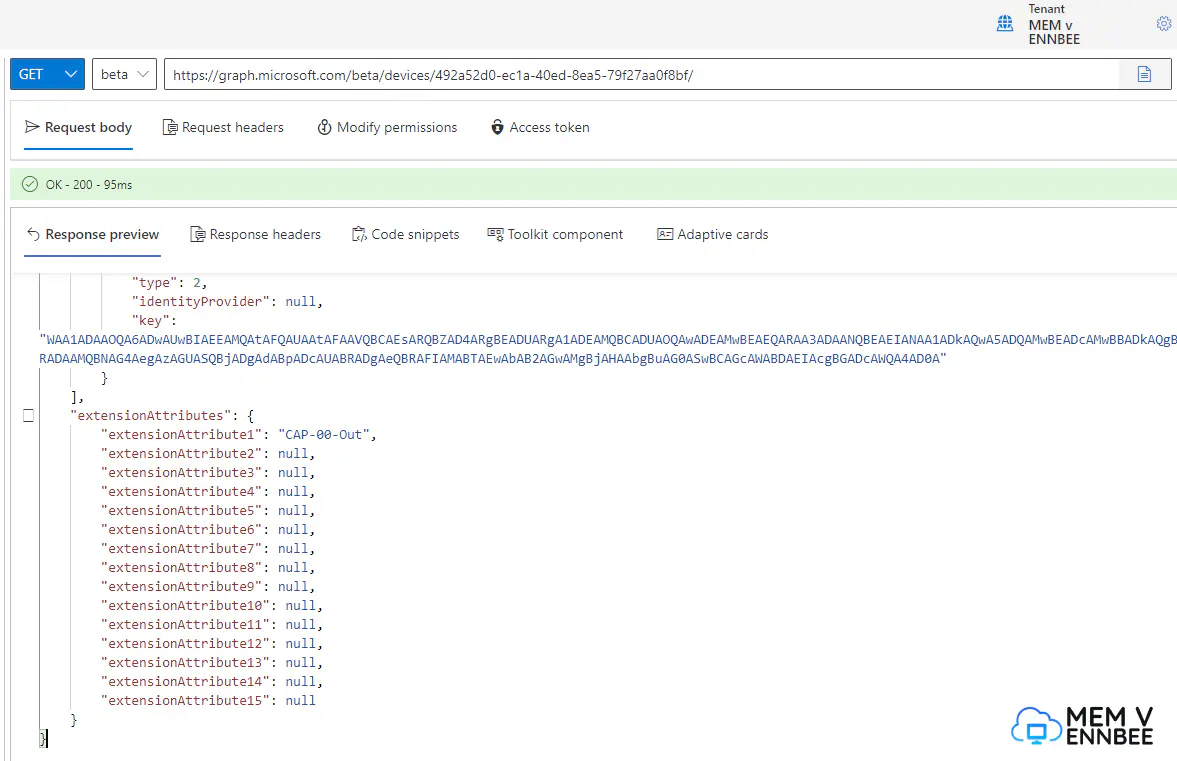 Tenant
MEM v
ENNBEE
GET
beta
https://graph.microsoft.com/beta/devices/492a52d0-ec1a-40ed-8ea5-79f27aa0f8bf/
Request body Request headers Modify permissions Access token
OK - 200 - 95ms
Response preview Response headers Code snippets Toolkit component Adaptive cards
"type": 2,
"identityProvider": null,
"key":
"WAA1ADAAOQA6ADwAUwBIAEEAMQAtAFQAUAAtAFAAVQBCAEsARQBZAD4ARgBEADUARgA1ADEAMQBCADUAOQAwADEAMwBEAEQARAA3ADAANQBEAEIANAA1ADkAQwA5ADQAMwBEADcAMwBBADkAQgB
RADAAMQBNAG4AegAzAGUASQBjADgAdABpADcAUABRADgAeQBRAFIAMABTAEwAbAB2AGwAMgBjAHAAbgBuAG0ASwBCAGcAWABDAEIAcgBGADcAWQA4AD0A"
}
],
"extensionAttributes": {
"extensionAttribute1": "CAP-00-Out",
"extensionAttribute2": null,
"extensionAttribute3": null,
"extensionAttribute4": null,
"extensionAttribute5": null,
"extensionAttribute6": null,
"extensionAttribute7": null,
"extensionAttribute8": null,
"extensionAttribute9": null,
"extensionAttribute10": null,
"extensionAttribute11": null,
"extensionAttribute12": null,
"extensionAttribute13": null,
"extensionAttribute14": null,
"extensionAttribute15": null
}
}
MEM V
ENNBEE